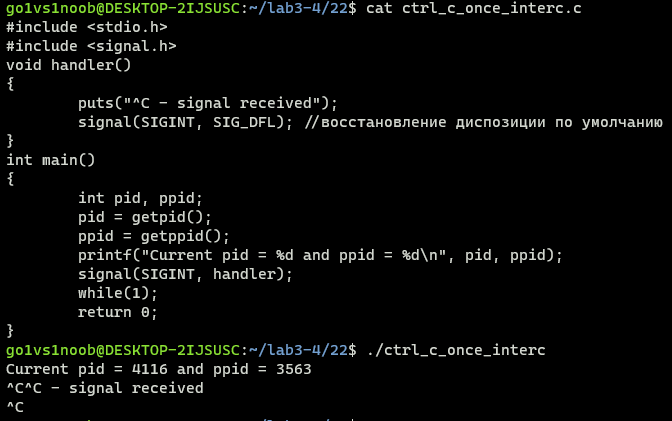 go1vs1noob@DESKTOP-2IJSUSC:~/lab3-4/22$ cat ctrl_c_once_interc.c
#include <stdio.h>
#include <signal.h>
void handler()
{
        puts("^C - signal received");
        signal(SIGINT, SIG_DFL); //восстановление диспозиции по умолчанию
}
int main()
{
        int pid, ppid;
        pid = getpid();
        ppid = getppid();
        printf("Current pid = %d and ppid = %d\n", pid, ppid);
        signal(SIGINT, handler);
        while(1);
        return 0;
}
go1vs1noob@DESKTOP-2IJSUSC:~/lab3-4/22$ ./ctrl_c_once_interc
Current pid = 4116 and ppid = 3563
^C^C - signal received
^C